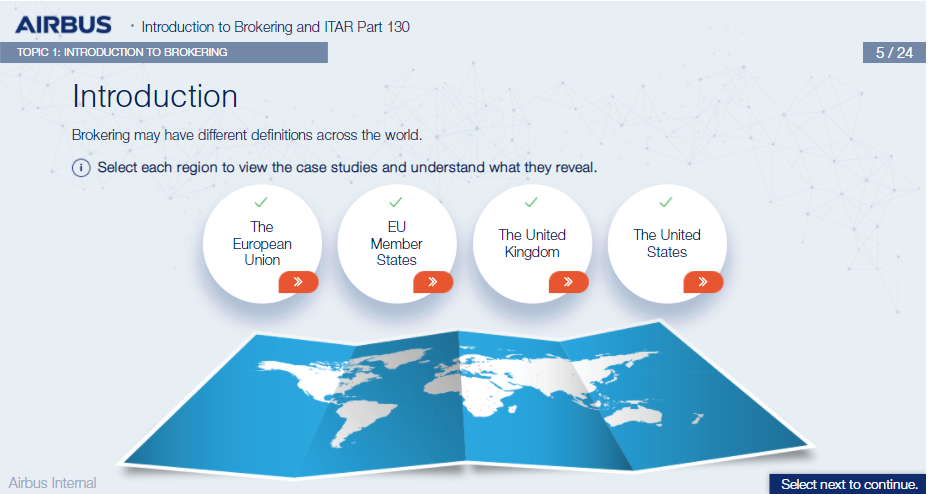 AIRBUS
· Introduction to Brokering and ITAR Part 130
TOPIC 1: INTRODUCTION TO BROKERING
5 / 24
Introduction
Brokering may have different definitions across the world.
i Select each region to view the case studies and understand what they reveal.
The
European
Union
EU
Member
States
The United
Kingdom
The United
States
Airbus Internal
Select next to continue.